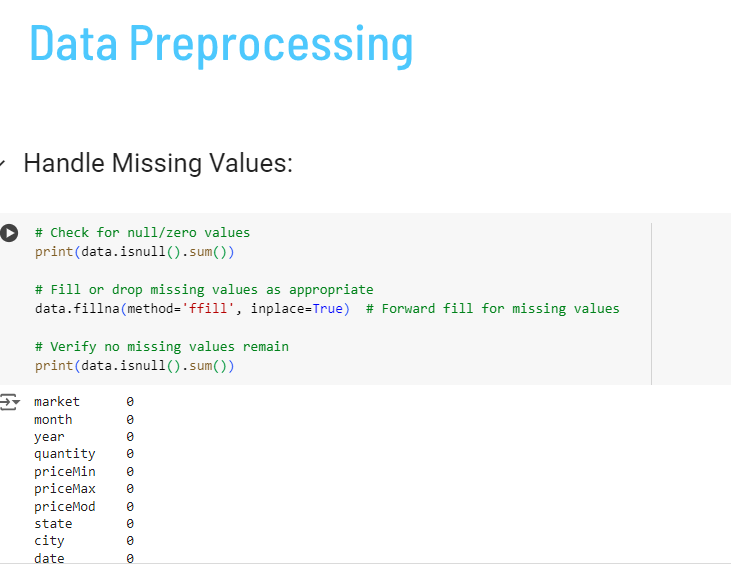 Data Preprocessing
Handle Missing Values:
# Check for null/zero values
print(data.isnull().sum())
# Fill or drop missing values as appropriate
data.fillna(method='ffill', inplace=True)  # Forward fill for missing values
# Verify no missing values remain
print(data.isnull().sum())
market      0
month       0
year        0
quantity    0
priceMin    0
priceMax    0
priceMod    0
state       0
city        0
date        0